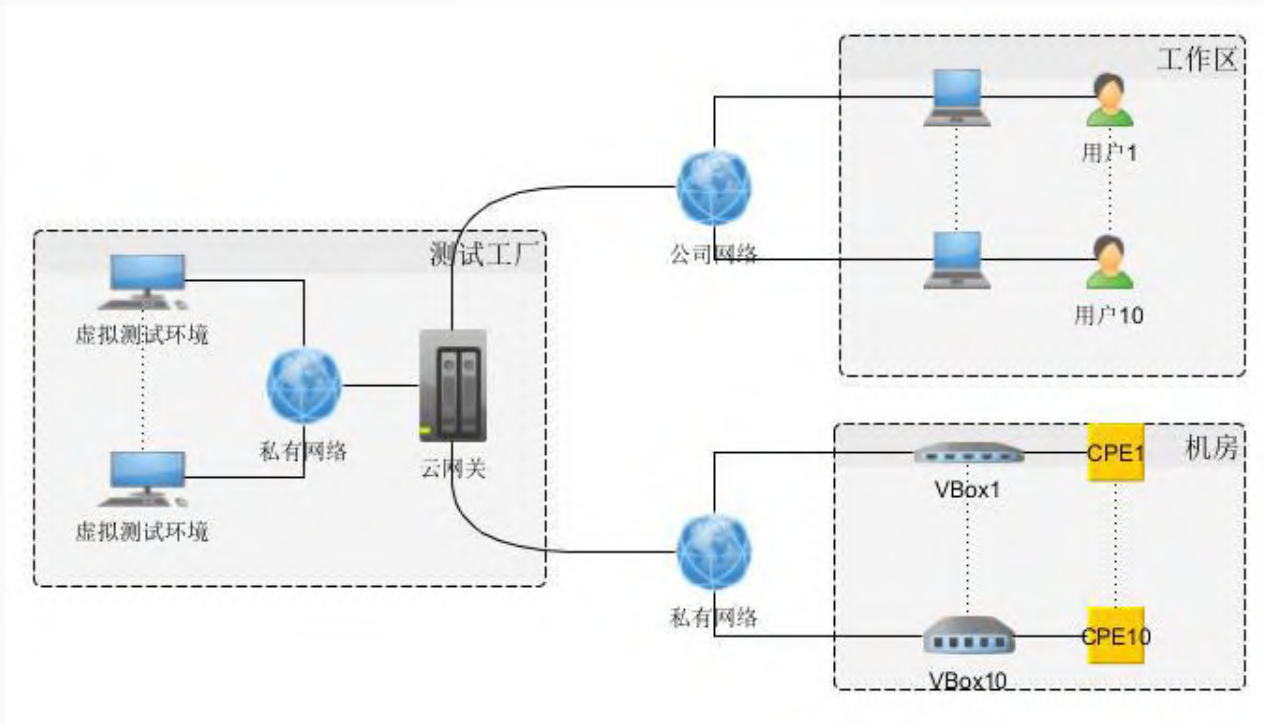 工作区
用户1
公司网络
用户10
测试工厂
虚拟测试环境
私有网络
云网关
虚拟测试环境
机房
CPE1
VBox1
私有网络
CPE10
VBox10